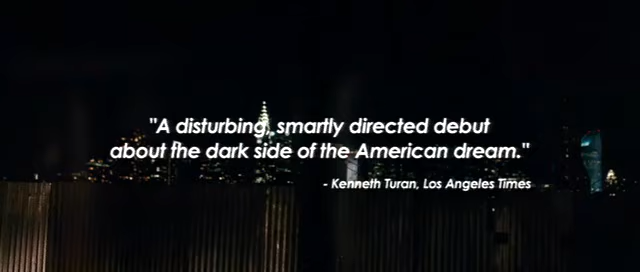 "A disturbing, smartly directed debut
about the dark side of the American dream."
- Kenneth Turan, Los Angeles Times